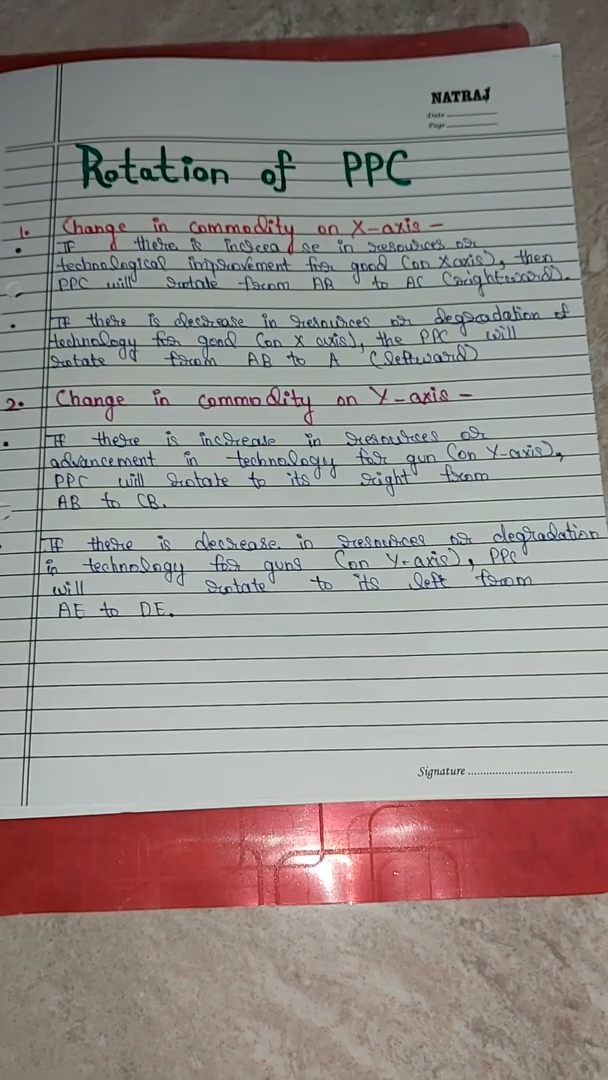 NATRAJ
Date
Page
Rotation of PPC
1. Change in commodity on X-axis -
• IF there is increa se in resources or
technological improvement for good (on X axis), then
PPC will rotate from AB to AC (rightward).
• If there is decrease in resources or degradation of
technology for good (on X axis), the PPC will
rotate from AB to A (leftward)
2. Change in commodity on Y-axis -
• IF there is increase in resources or
advancement in technology for gun (on Y-axis),
PPC will rotate to its right from
AB to CB.
• IF there is decrease in resources or degradation
in technology for guns (on Y-axis), PPC
will rotate to its left from
AE to DE.
Signature